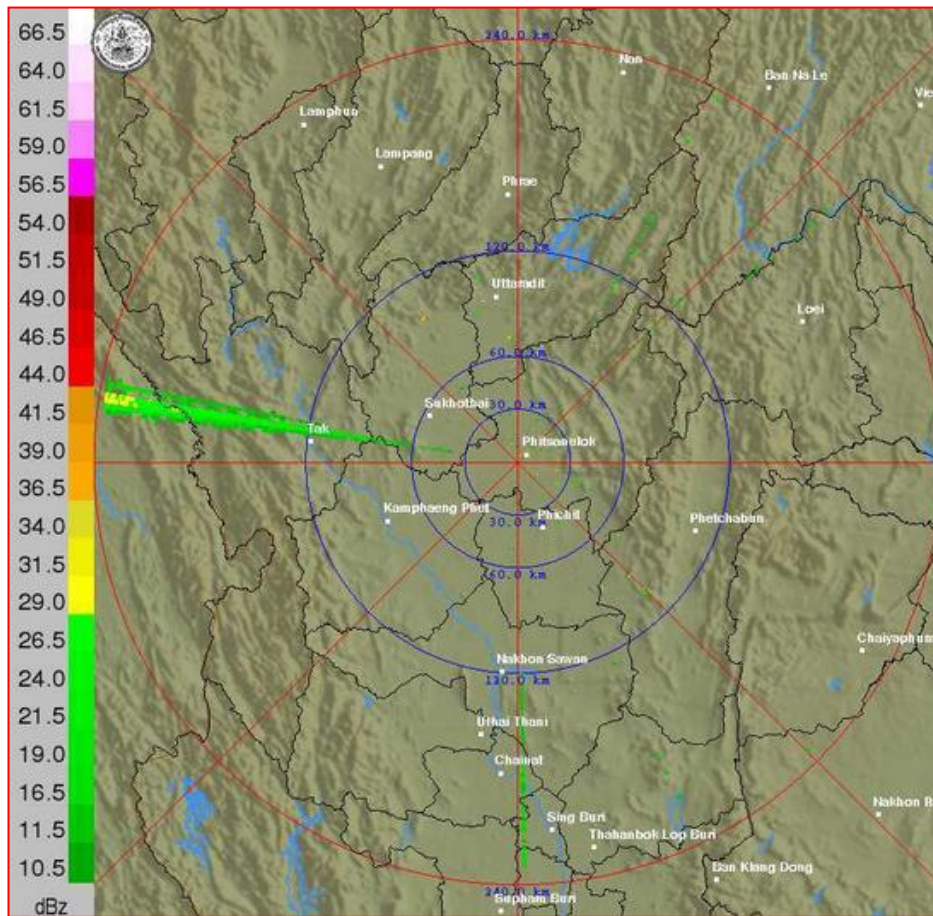 66.5
64.0
61.5
59.0
56.5
54.0
51.5
49.0
46.5
44.0
41.5
39.0
36.5
34.0
31.5
29.0
26.5
24.0
21.5
19.0
16.5
11.5
10.5
dBz
240.0 km
Nan
Ban Na Le
Vie
Lamphun
Lampang
Phrae
120.0 km
Uttaradit
Loei
60.0 km
30.0 km
Sukhothai
Tak
Phitsanulok
Kamphaeng Phet
30.0 km
Phichit
Phetchabun
60.0 km
Chaiyaphum
Nakhon Sawan
120.0 km
Uthai Thani
Chainat
Sing Buri
Nakhon R
Thahanbok Lop Buri
Ban Klang Dong
240.0 km
Suphan Buri